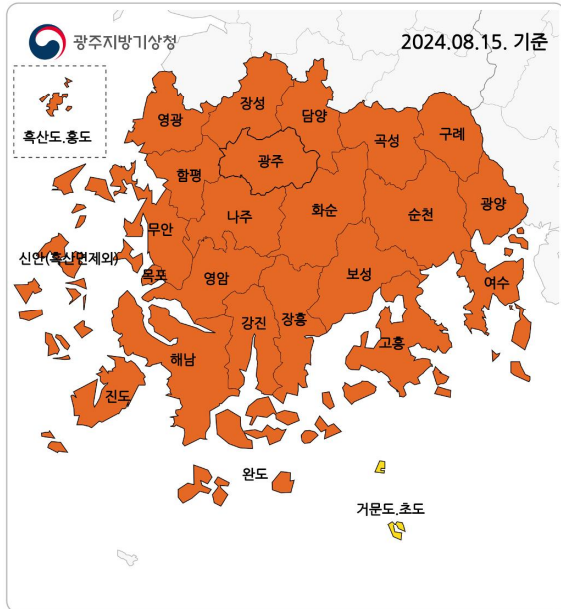 광주지방기상청
2024.08.15. 기준
흑산도.홍도
영광
장성
담양
곡성
구례
함평
광주
나주
화순
순천
광양
무안
신안(흑산면제외)
목포
영암
보성
여수
강진
장흥
고흥
해남
진도
완도
거문도.초도